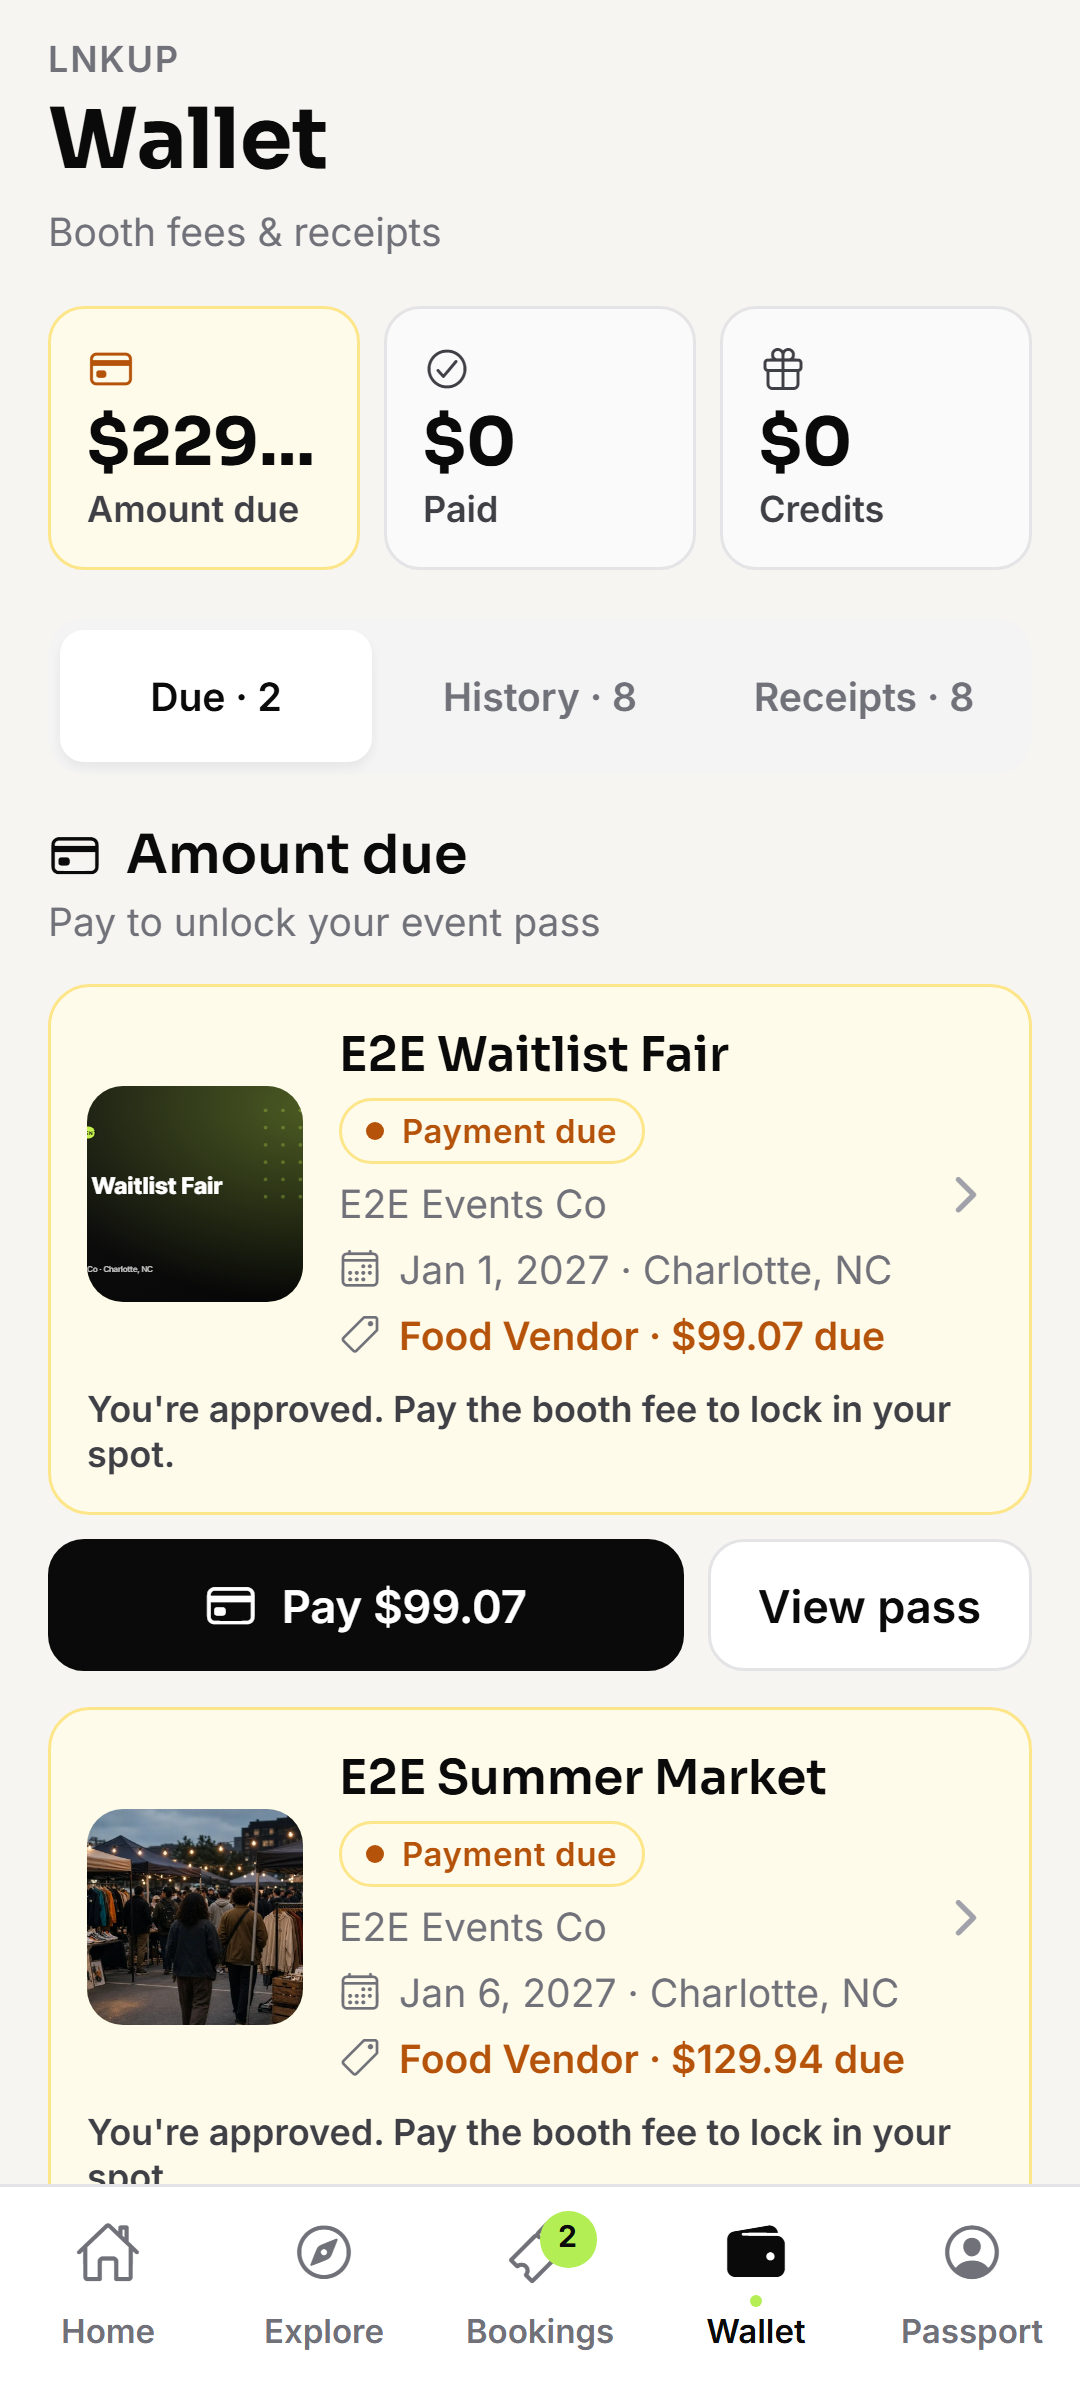 LNKUP
Wallet
Booth fees & receipts
$229...
Amount due
$0
Paid
$0
Credits
Due · 2
History · 8
Receipts · 8
Amount due
Pay to unlock your event pass
E2E Waitlist Fair
Payment due
E2E Events Co
Jan 1, 2027 · Charlotte, NC
Food Vendor · $99.07 due
Waitlist Fair
Co · Charlotte, NC
You're approved. Pay the booth fee to lock in your
spot.
Pay $99.07
View pass
E2E Summer Market
Payment due
E2E Events Co
Jan 6, 2027 · Charlotte, NC
Food Vendor · $129.94 due
You're approved. Pay the booth fee to lock in your
spot.
2
Home
Explore
Bookings
Wallet
Passport